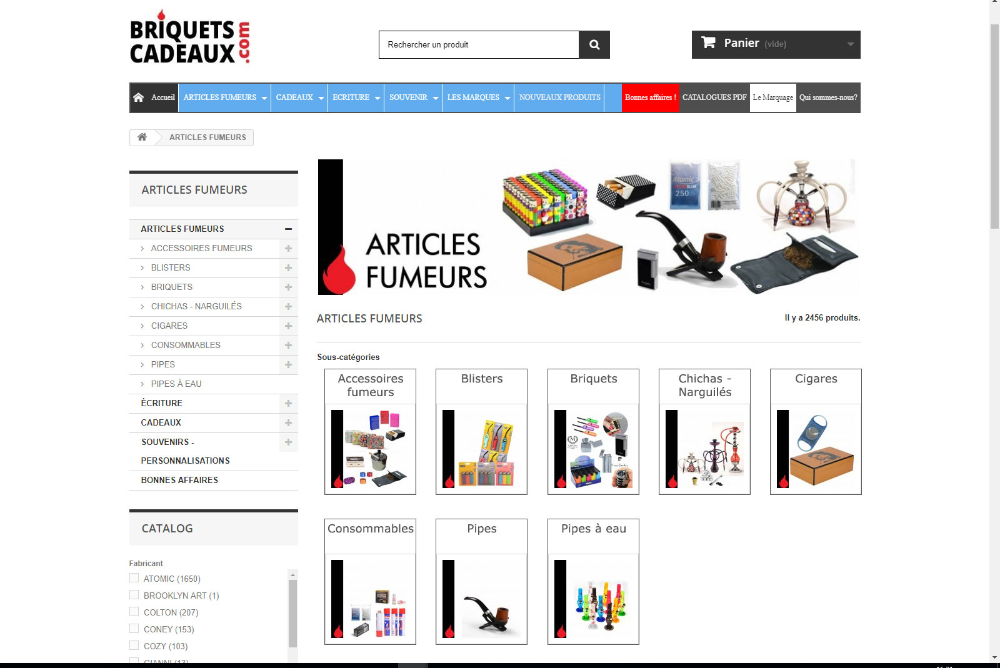 BRIQUETS
CADEAUX
.com
Rechercher un produit
Panier (vide)
Accueil
ARTICLES FUMEURS
CADEAUX
ECRITURE
SOUVENIR
LES MARQUES
NOUVEAUX PRODUITS
Bonnes affaires !
CATALOGUES PDF
Le Marquage
Qui sommes-nous?
ARTICLES FUMEURS
ARTICLES FUMEURS
ARTICLES FUMEURS
ACCESSOIRES FUMEURS
BLISTERS
BRIQUETS
CHICHAS - NARGUILÉS
CIGARES
CONSOMMABLES
PIPES
PIPES À EAU
ÉCRITURE
CADEAUX
SOUVENIRS -
PERSONNALISATIONS
BONNES AFFAIRES
CATALOG
Fabricant
ATOMIC (1650)
BROOKLYN ART (1)
COLTON (207)
CONEY (153)
COZY (103)
GIANNI (13)
Atomic
250
ARTICLES
FUMEURS
ARTICLES FUMEURS
Il y a 2456 produits.
Sous-catégories
Accessoires
fumeurs
Blisters
Briquets
Chichas -
Narguilés
Cigares
Consommables
Pipes
Pipes à eau